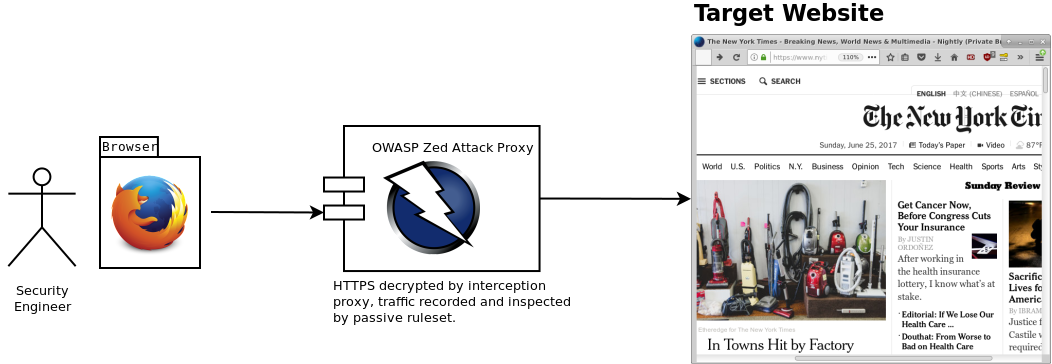 Target Website
The New York Times - Breaking News, World News & Multimedia - Nightly (Private B
https://www.ny
110%
SECTIONS
SEARCH
ENGLISH 中文 (CHINESE) ESPAÑOL
The New York Tim
Sunday, June 25, 2017
Today's Paper
Video
87°F
World U.S. Politics N.Y. Business Opinion Tech Science Health Sports Arms St
Browser
OWASP Zed Attack Proxy
Security
Engineer
HTTPS decrypted by interception
proxy, traffic recorded and inspected
by passive ruleset.
Sunday Review
Get Cancer Now,
Before Congress Cuts
Your Insurance
By JUSTIN
ORDOÑEZ
After working in
the health insurance
lottery, I know what's at
stake.
Editorial: If We Lose Our
Health Care ...
Douthat: From Worse to
Bad on Health Care
Sacrific
Lives fo
Americ
By IBRAM
Justice f
Castile w
required
Etheredge for The New York Times
In Towns Hit by Factory